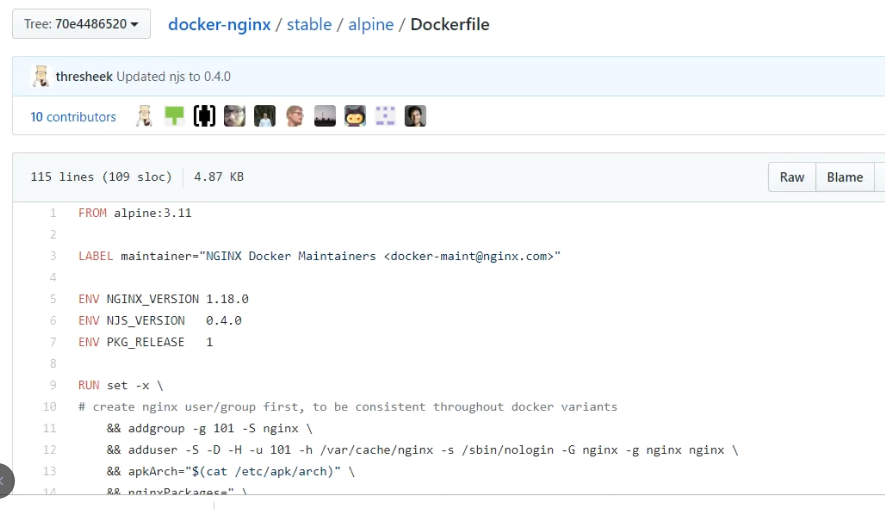 Tree: 70e4486520
docker-nginx / stable / alpine / Dockerfile
thresheek Updated njs to 0.4.0
10 contributors
115 lines (109 sloc) 4.87 KB
Raw Blame
1 FROM alpine:3.11
2
3 LABEL maintainer="NGINX Docker Maintainers <docker-maint@nginx.com>"
4
5 ENV NGINX_VERSION 1.18.0
6 ENV NJS_VERSION   0.4.0
7 ENV PKG_RELEASE   1
8
9 RUN set -x \
10 # create nginx user/group first, to be consistent throughout docker variants
11     && addgroup -g 101 -S nginx \
12     && adduser -S -D -H -u 101 -h /var/cache/nginx -s /sbin/nologin -G nginx -g nginx nginx \
13     && apkArch="$(cat /etc/apk/arch)" \
14     && nginxPackages=" \